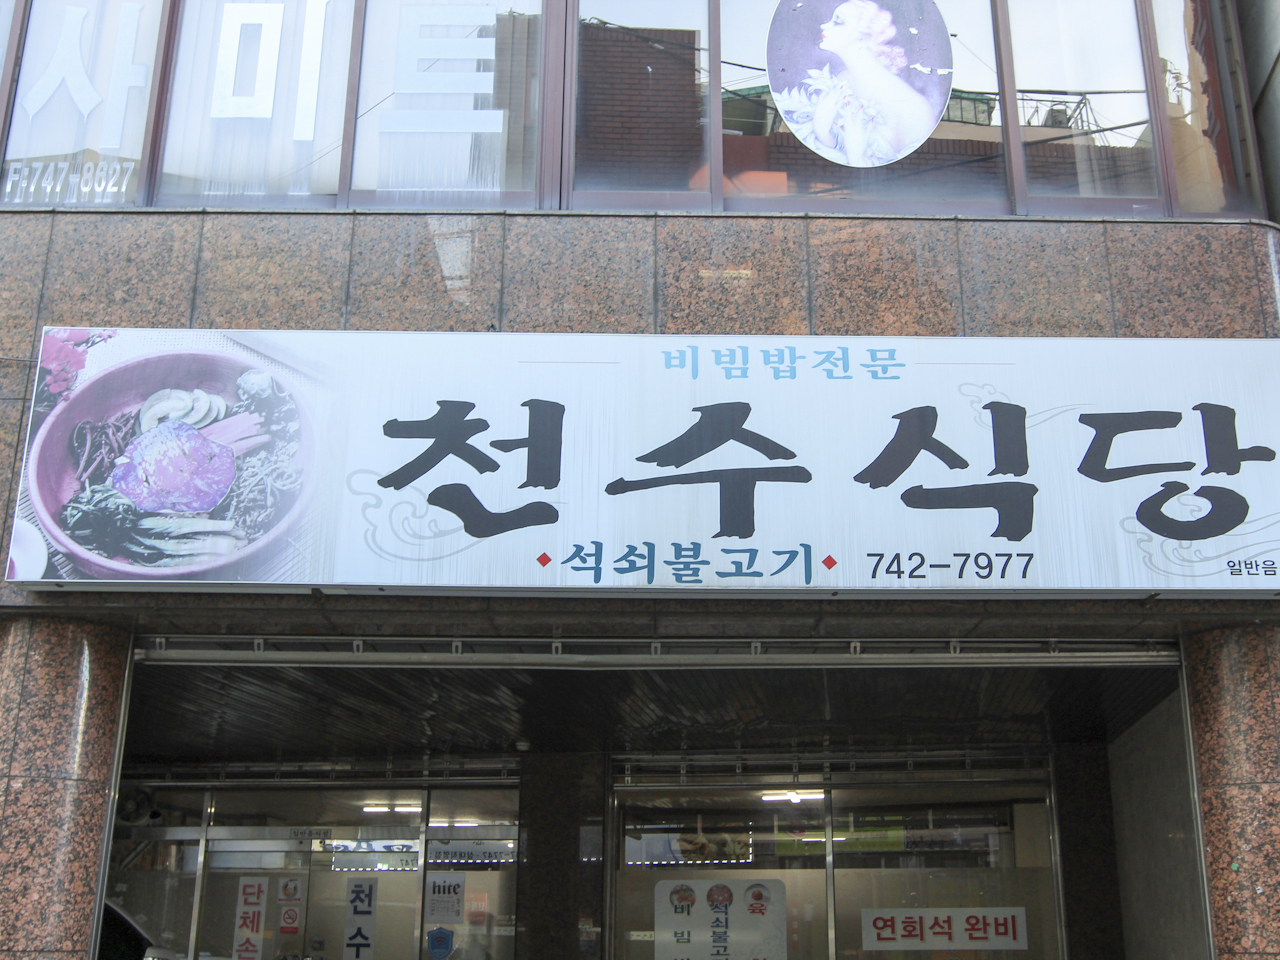 사미트
F:747-8627
비빔밥전문
천수식당
석쇠불고기 742-7977
일반음
단체손
천수
hite
비빔
석쇠불고
육
연회석 완비